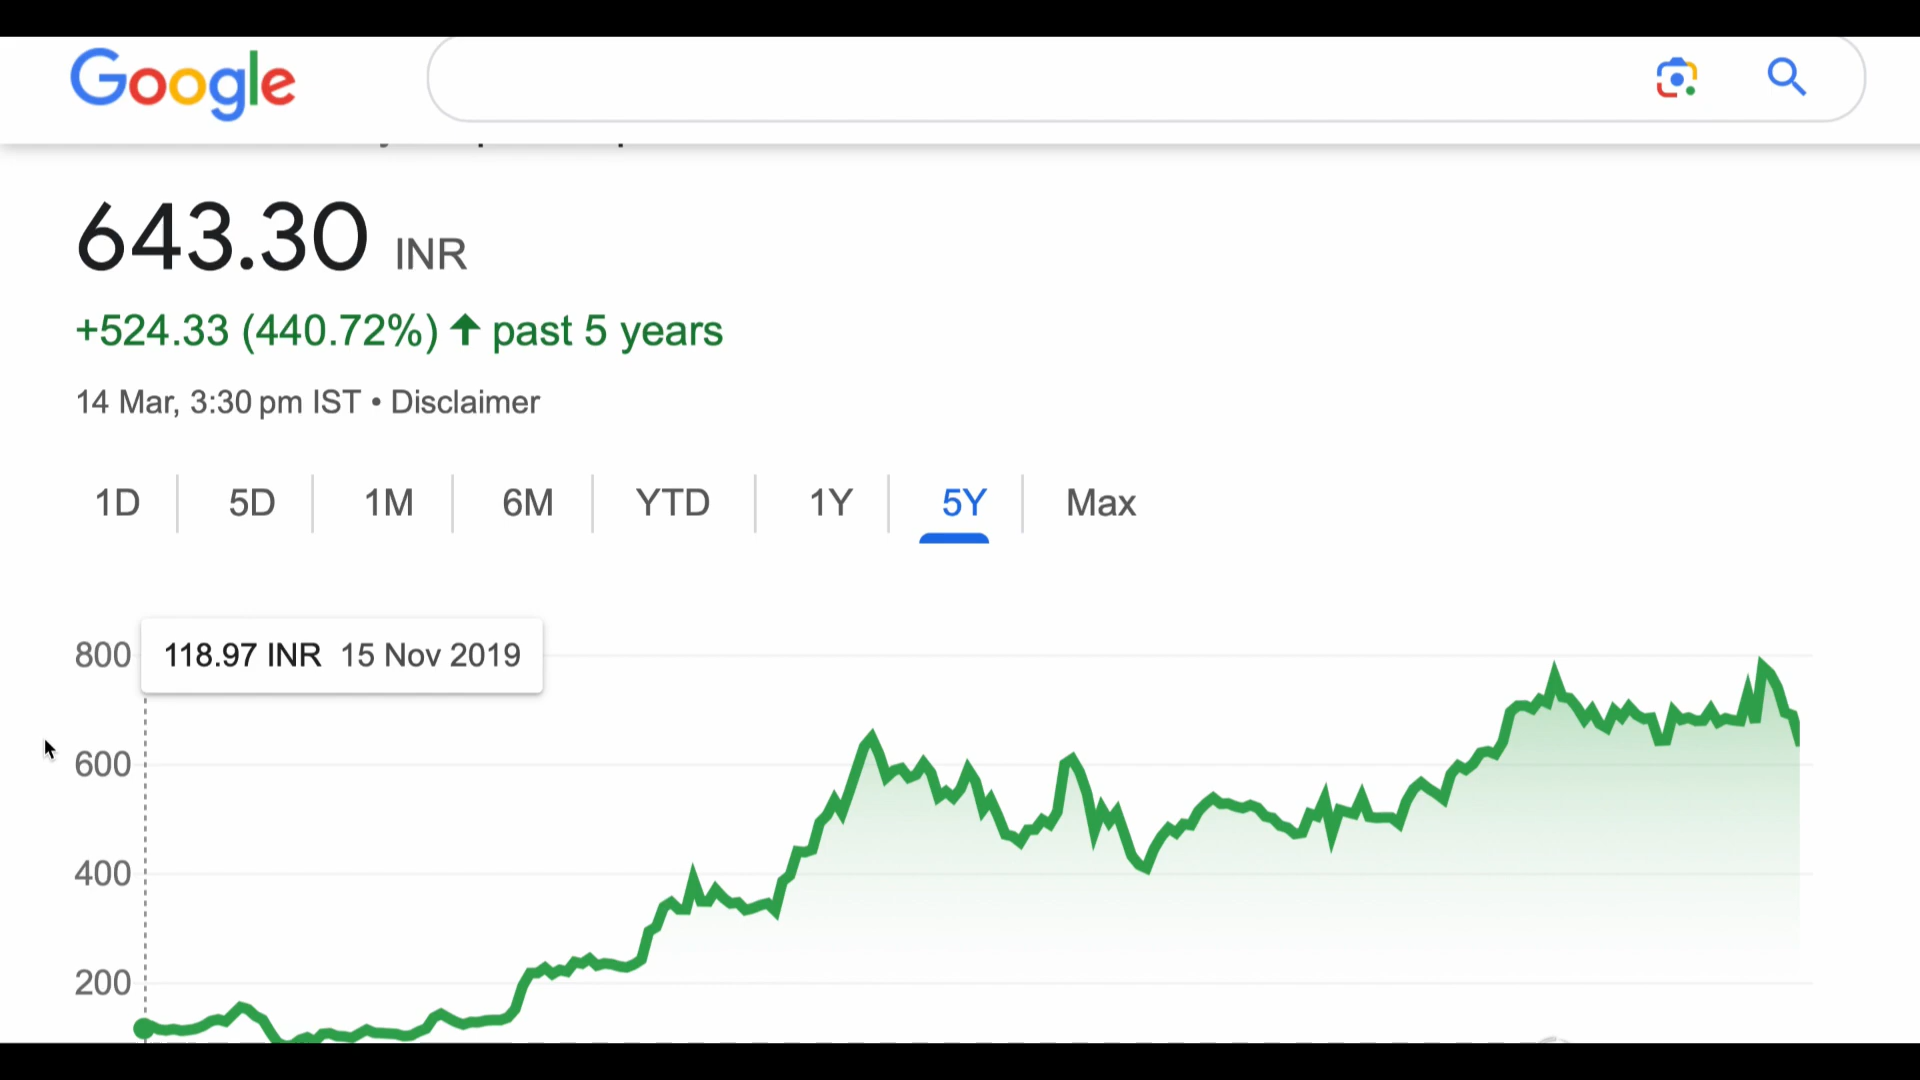 Google
643.30 INR
+524.33 (440.72%) ↑ past 5 years
14 Mar, 3:30 pm IST • Disclaimer
1D 5D 1M 6M YTD 1Y 5Y Max
118.97 INR 15 Nov 2019
800
600
400
200